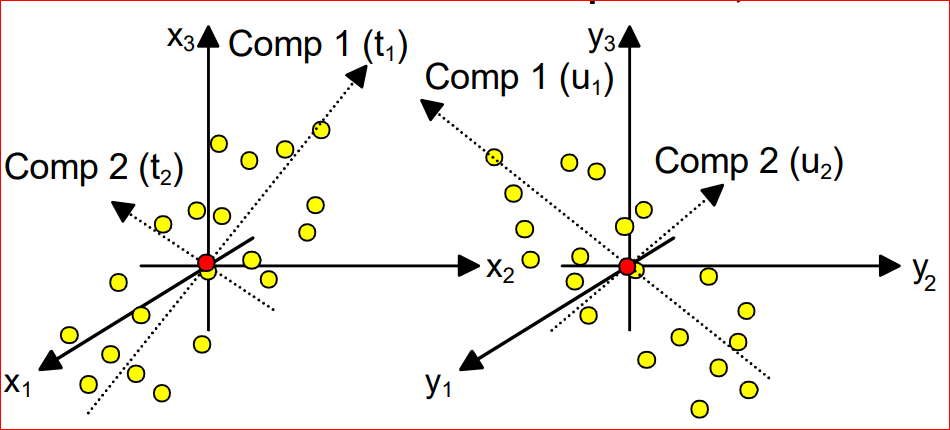 x3
Comp 1 (t1)
Comp 2 (t2)
x2
x1
y3
Comp 1 (u1)
Comp 2 (u2)
y2
y1